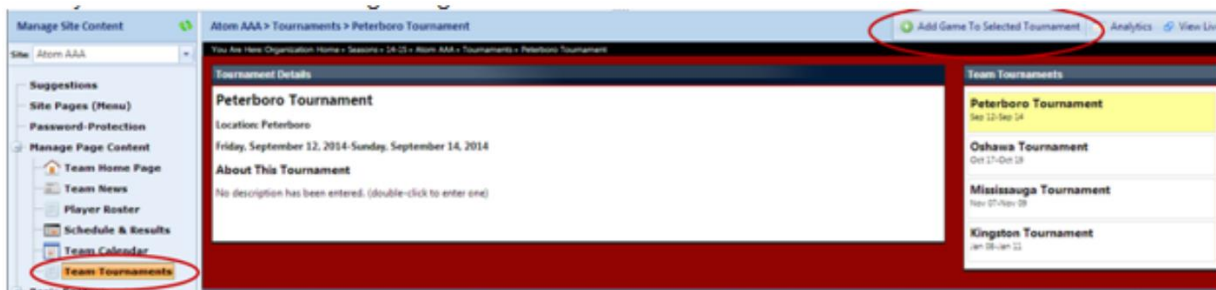 Manage Site Content
Atom AAA > Tournaments > Peterboro Tournament
Add Game To Selected Tournament
Analytics
View Liv
Site: Atom AAA
You Are Here: Organization Home » Seasons » 14-15 » Atom AAA » Tournaments » Peterboro Tournament
Suggestions
Site Pages (Menu)
Password-Protection
Manage Page Content
Team Home Page
Team News
Player Roster
Schedule & Results
Team Calendar
Team Tournaments
Tournament Details
Peterboro Tournament
Location: Peterboro
Friday, September 12, 2014-Sunday, September 14, 2014
About This Tournament
No description has been entered. (double-click to enter one)
Team Tournaments
Peterboro Tournament
Sep 12-Sep 14
Oshawa Tournament
Oct 17-Oct 19
Mississauga Tournament
Nov 07-Nov 09
Kingston Tournament
Jan 08-Jan 11